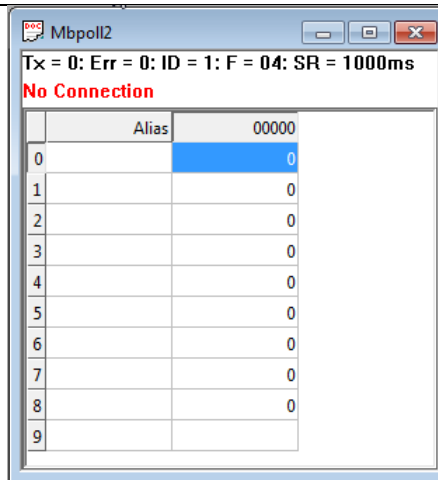 DOC Mbpoll2
Tx = 0: Err = 0: ID = 1: F = 04: SR = 1000ms
No Connection
Alias 00000
0 0
1 0
2 0
3 0
4 0
5 0
6 0
7 0
8 0
9